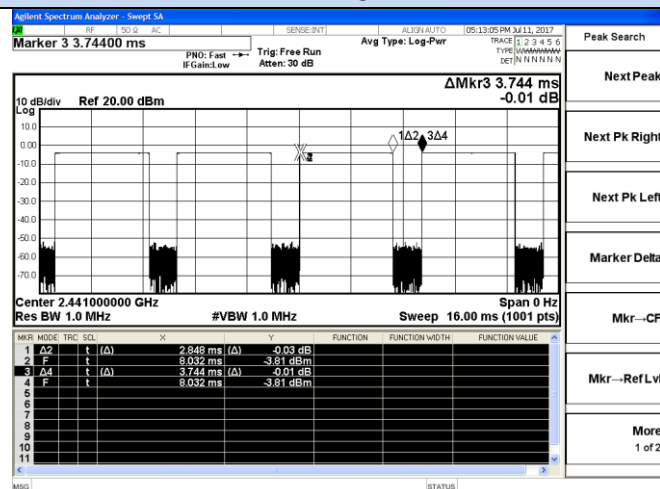 Agilent Spectrum Analyzer - Swept SA
RF 50 Ω AC SENSE:INT ALIGN AUTO 05:13:05 PM Jul 11, 2017
Marker 3 3.74400 ms
PNO: Fast Trig: Free Run Avg Type: Log-Pwr TRACE 1 2 3 4 5 6
IFGain:Low Atten: 30 dB TYPE
DET N N N N N N
Peak Search
Next Peak
Next Pk Right
Next Pk Left
Marker Delta
Mkr→CF
Mkr→Ref Lvl
More
1 of 2
ΔMkr3 3.744 ms
-0.01 dB
10 dB/div Ref 20.00 dBm
Log
10.0
0.00
-10.0
-20.0
-30.0
-40.0
-50.0
-60.0
-70.0
1Δ2 3Δ4
Center 2.441000000 GHz Span 0 Hz
Res BW 1.0 MHz #VBW 1.0 MHz Sweep 16.00 ms (1001 pts)
MKR MODE TRC SCL X Y FUNCTION FUNCTION WIDTH FUNCTION VALUE
1 Δ2 t (Δ) 2.848 ms (Δ) -0.03 dB
2 F t 8.032 ms -3.81 dBm
3 Δ4 t (Δ) 3.744 ms (Δ) -0.01 dB
4 F t 8.032 ms -3.81 dBm
5
6
7
8
9
10
11
MSG STATUS